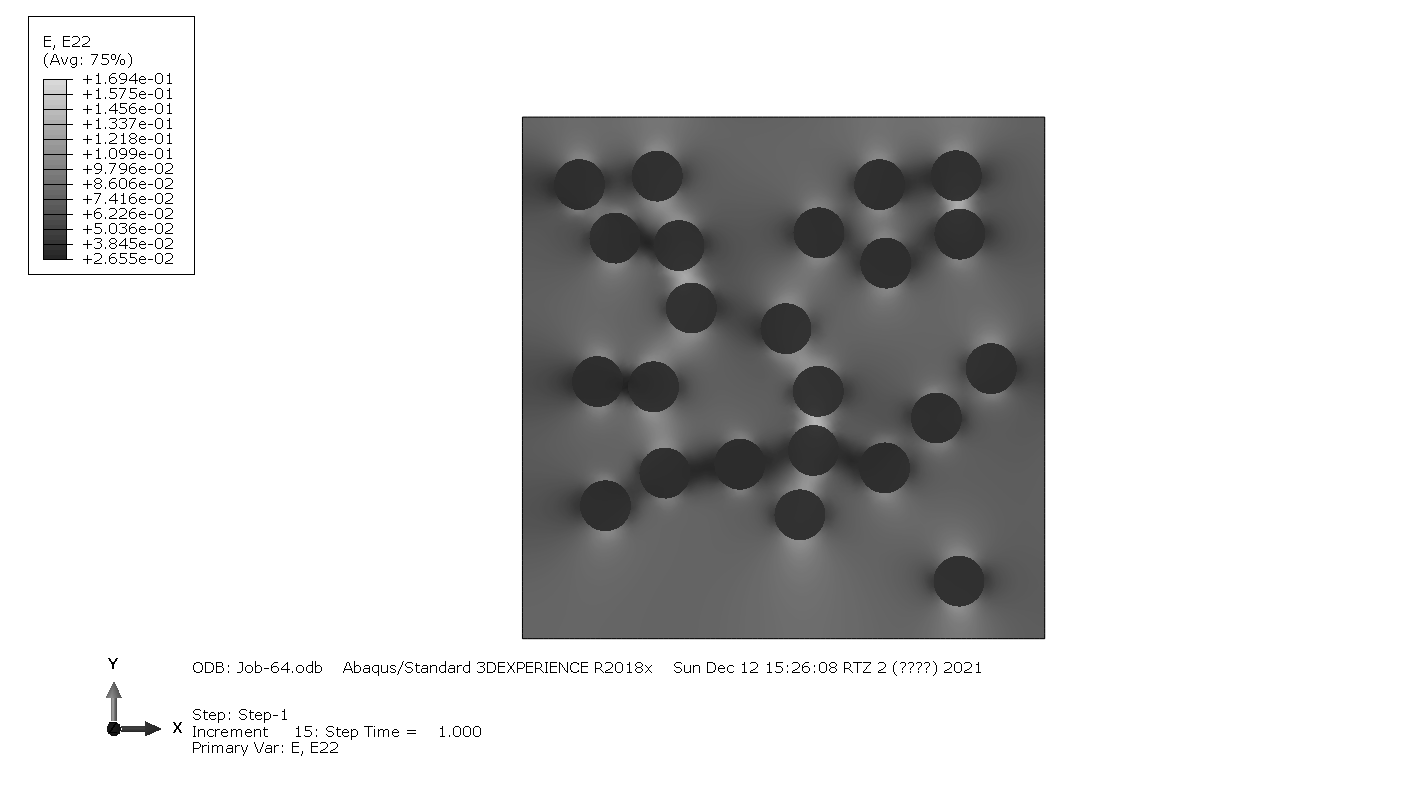 E, E22
(Avg: 75%)
+1.694e-01
+1.575e-01
+1.456e-01
+1.337e-01
+1.218e-01
+1.099e-01
+9.796e-02
+8.606e-02
+7.416e-02
+6.226e-02
+5.036e-02
+3.845e-02
+2.655e-02
Y
X
ODB: Job-64.odb    Abaqus/Standard 3DEXPERIENCE R2018x    Sun Dec 12 15:26:08 RTZ 2 (????) 2021
Step: Step-1
Increment     15: Step Time =    1.000
Primary Var: E, E22